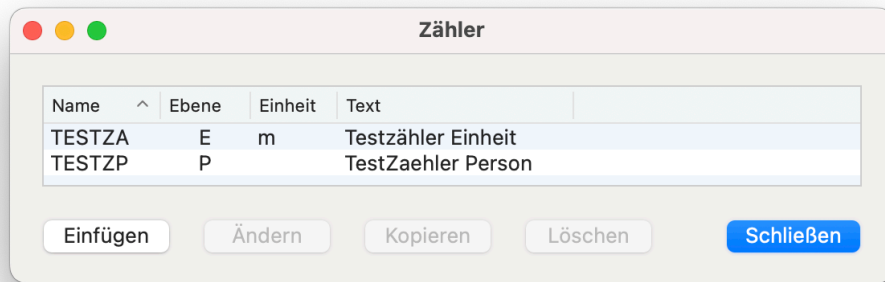 Zähler
Name Ebene Einheit Text
TESTZA E m Testzähler Einheit
TESTZP P TestZaehler Person
Einfügen Ändern Kopieren Löschen Schließen